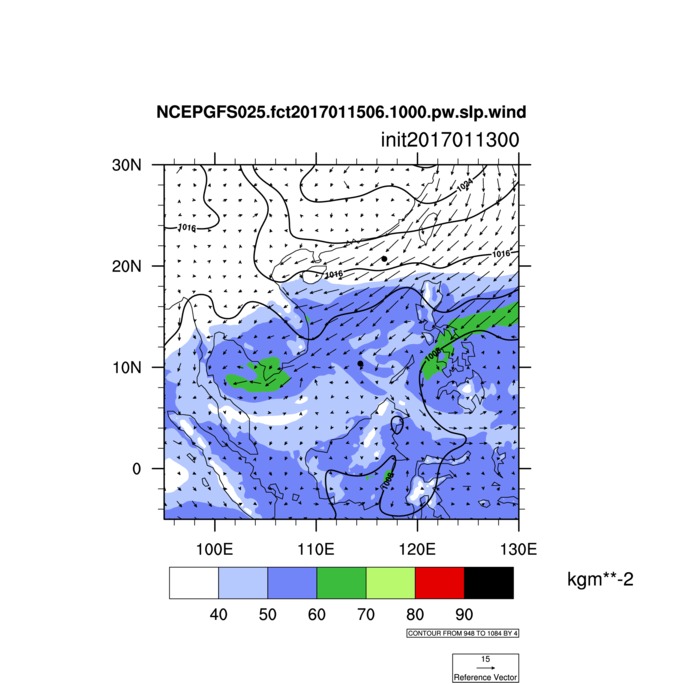 NCEPGFS025.fct2017011506.1000.pw.slp.wind
init2017011300
30N
1024
1016
20N
1016
1016
10N
1008
0
1008
100E 110E 120E 130E
kgm**-2
40 50 60 70 80 90
CONTOUR FROM 948 TO 1084 BY 4
15
Reference Vector